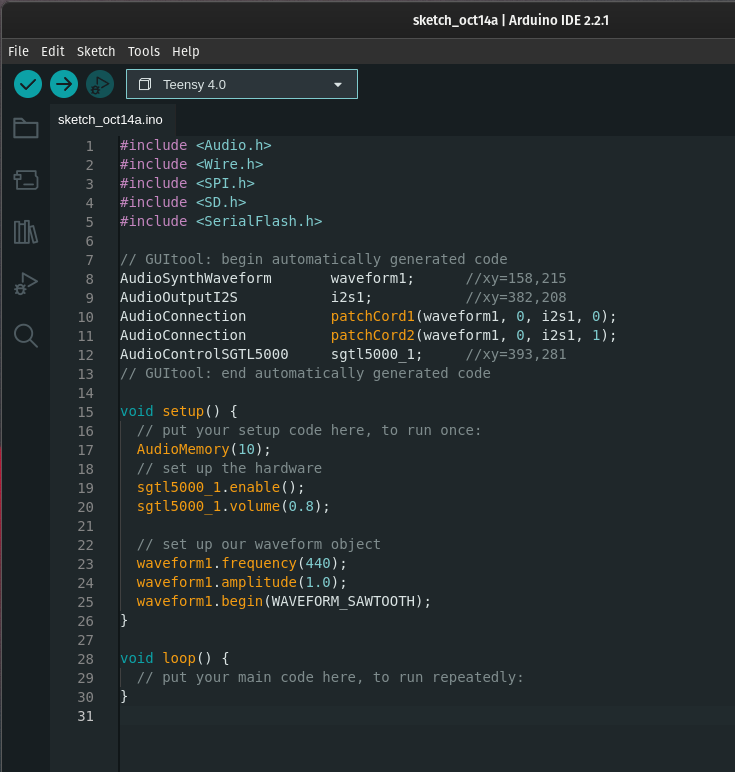 sketch_oct14a | Arduino IDE 2.2.1
File Edit Sketch Tools Help
Teensy 4.0
sketch_oct14a.ino
1 #include <Audio.h>
2 #include <Wire.h>
3 #include <SPI.h>
4 #include <SD.h>
5 #include <SerialFlash.h>
6
7 // GUItool: begin automatically generated code
8 AudioSynthWaveform       waveform1;      //xy=158,215
9 AudioOutputI2S           i2s1;           //xy=382,208
10 AudioConnection          patchCord1(waveform1, 0, i2s1, 0);
11 AudioConnection          patchCord2(waveform1, 0, i2s1, 1);
12 AudioControlSGTL5000     sgtl5000_1;     //xy=393,281
13 // GUItool: end automatically generated code
14
15 void setup() {
16   // put your setup code here, to run once:
17   AudioMemory(10);
18   // set up the hardware
19   sgtl5000_1.enable();
20   sgtl5000_1.volume(0.8);
21
22   // set up our waveform object
23   waveform1.frequency(440);
24   waveform1.amplitude(1.0);
25   waveform1.begin(WAVEFORM_SAWTOOTH);
26 }
27
28 void loop() {
29   // put your main code here, to run repeatedly:
30 }
31